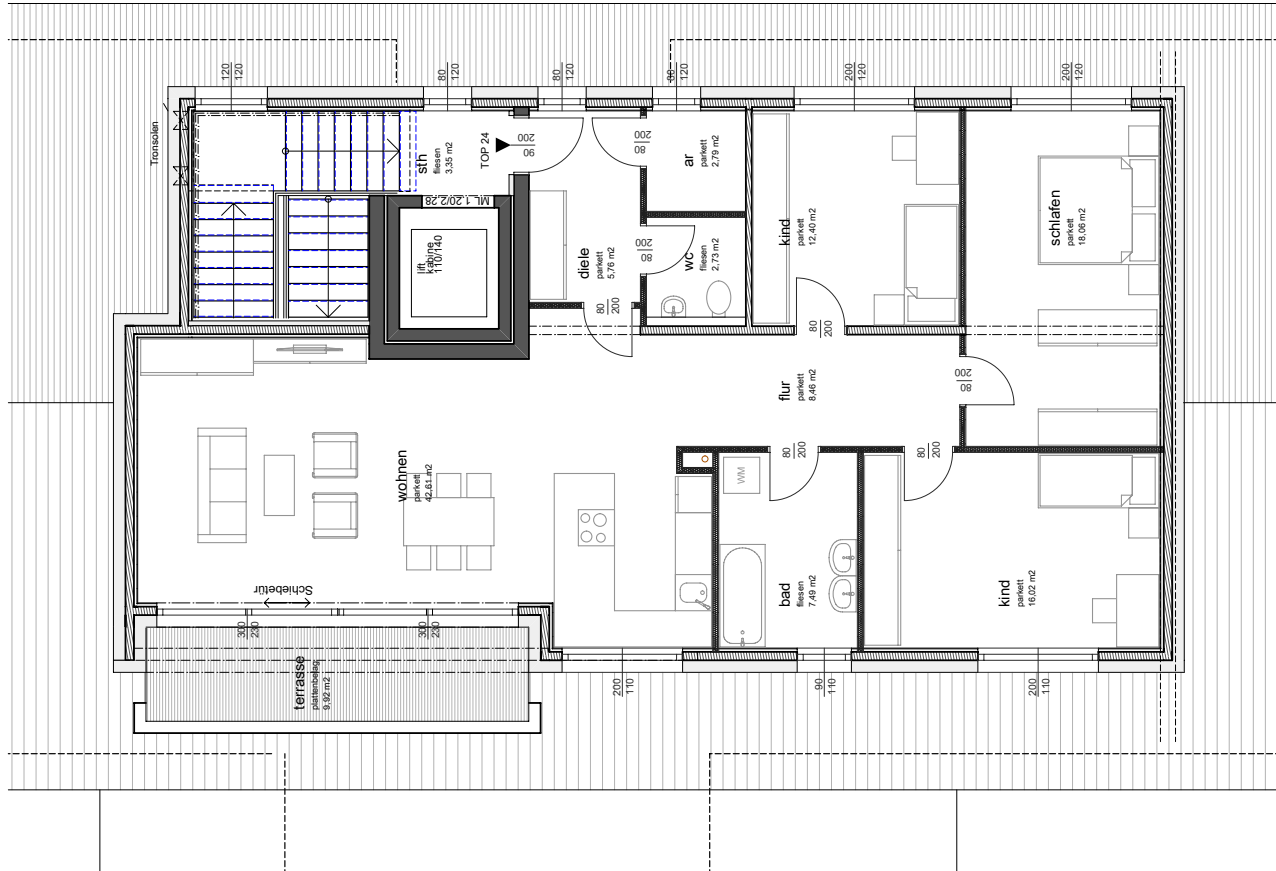 120
120
80
120
80
120
80
120
200
120
200
120
Tronsolen
sth
fliesen
3,35 m2
TOP 24
90
200
80
200
ar
parkett
2,79 m2
ML 1.20/2.28
lift
kabine
110/140
diele
parkett
5,76 m2
80
200
wc
fliesen
2,73 m2
kind
parkett
12,40 m2
schlafen
parkett
18,06 m2
80
200
80
200
flur
parkett
8,46 m2
80
200
80
200
80
200
wohnen
parkett
42,61 m2
WM
Schiebetür
bad
fliesen
7,49 m2
kind
parkett
16,02 m2
300
230
300
230
terrasse
plattenbelag
9,92 m2
200
110
90
110
200
110